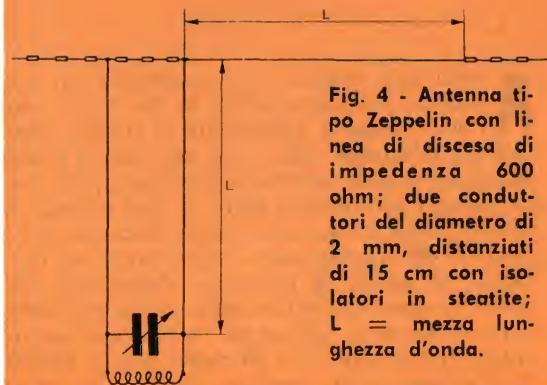 L
L
Fig. 4 - Antenna ti-
po Zeppelin con li-
nea di discesa di
impedenza 600
ohm; due condut-
tori del diametro di
2 mm, distanziati
di 15 cm con iso-
latori in steatite;
L = mezza lun-
ghezza d'onda.